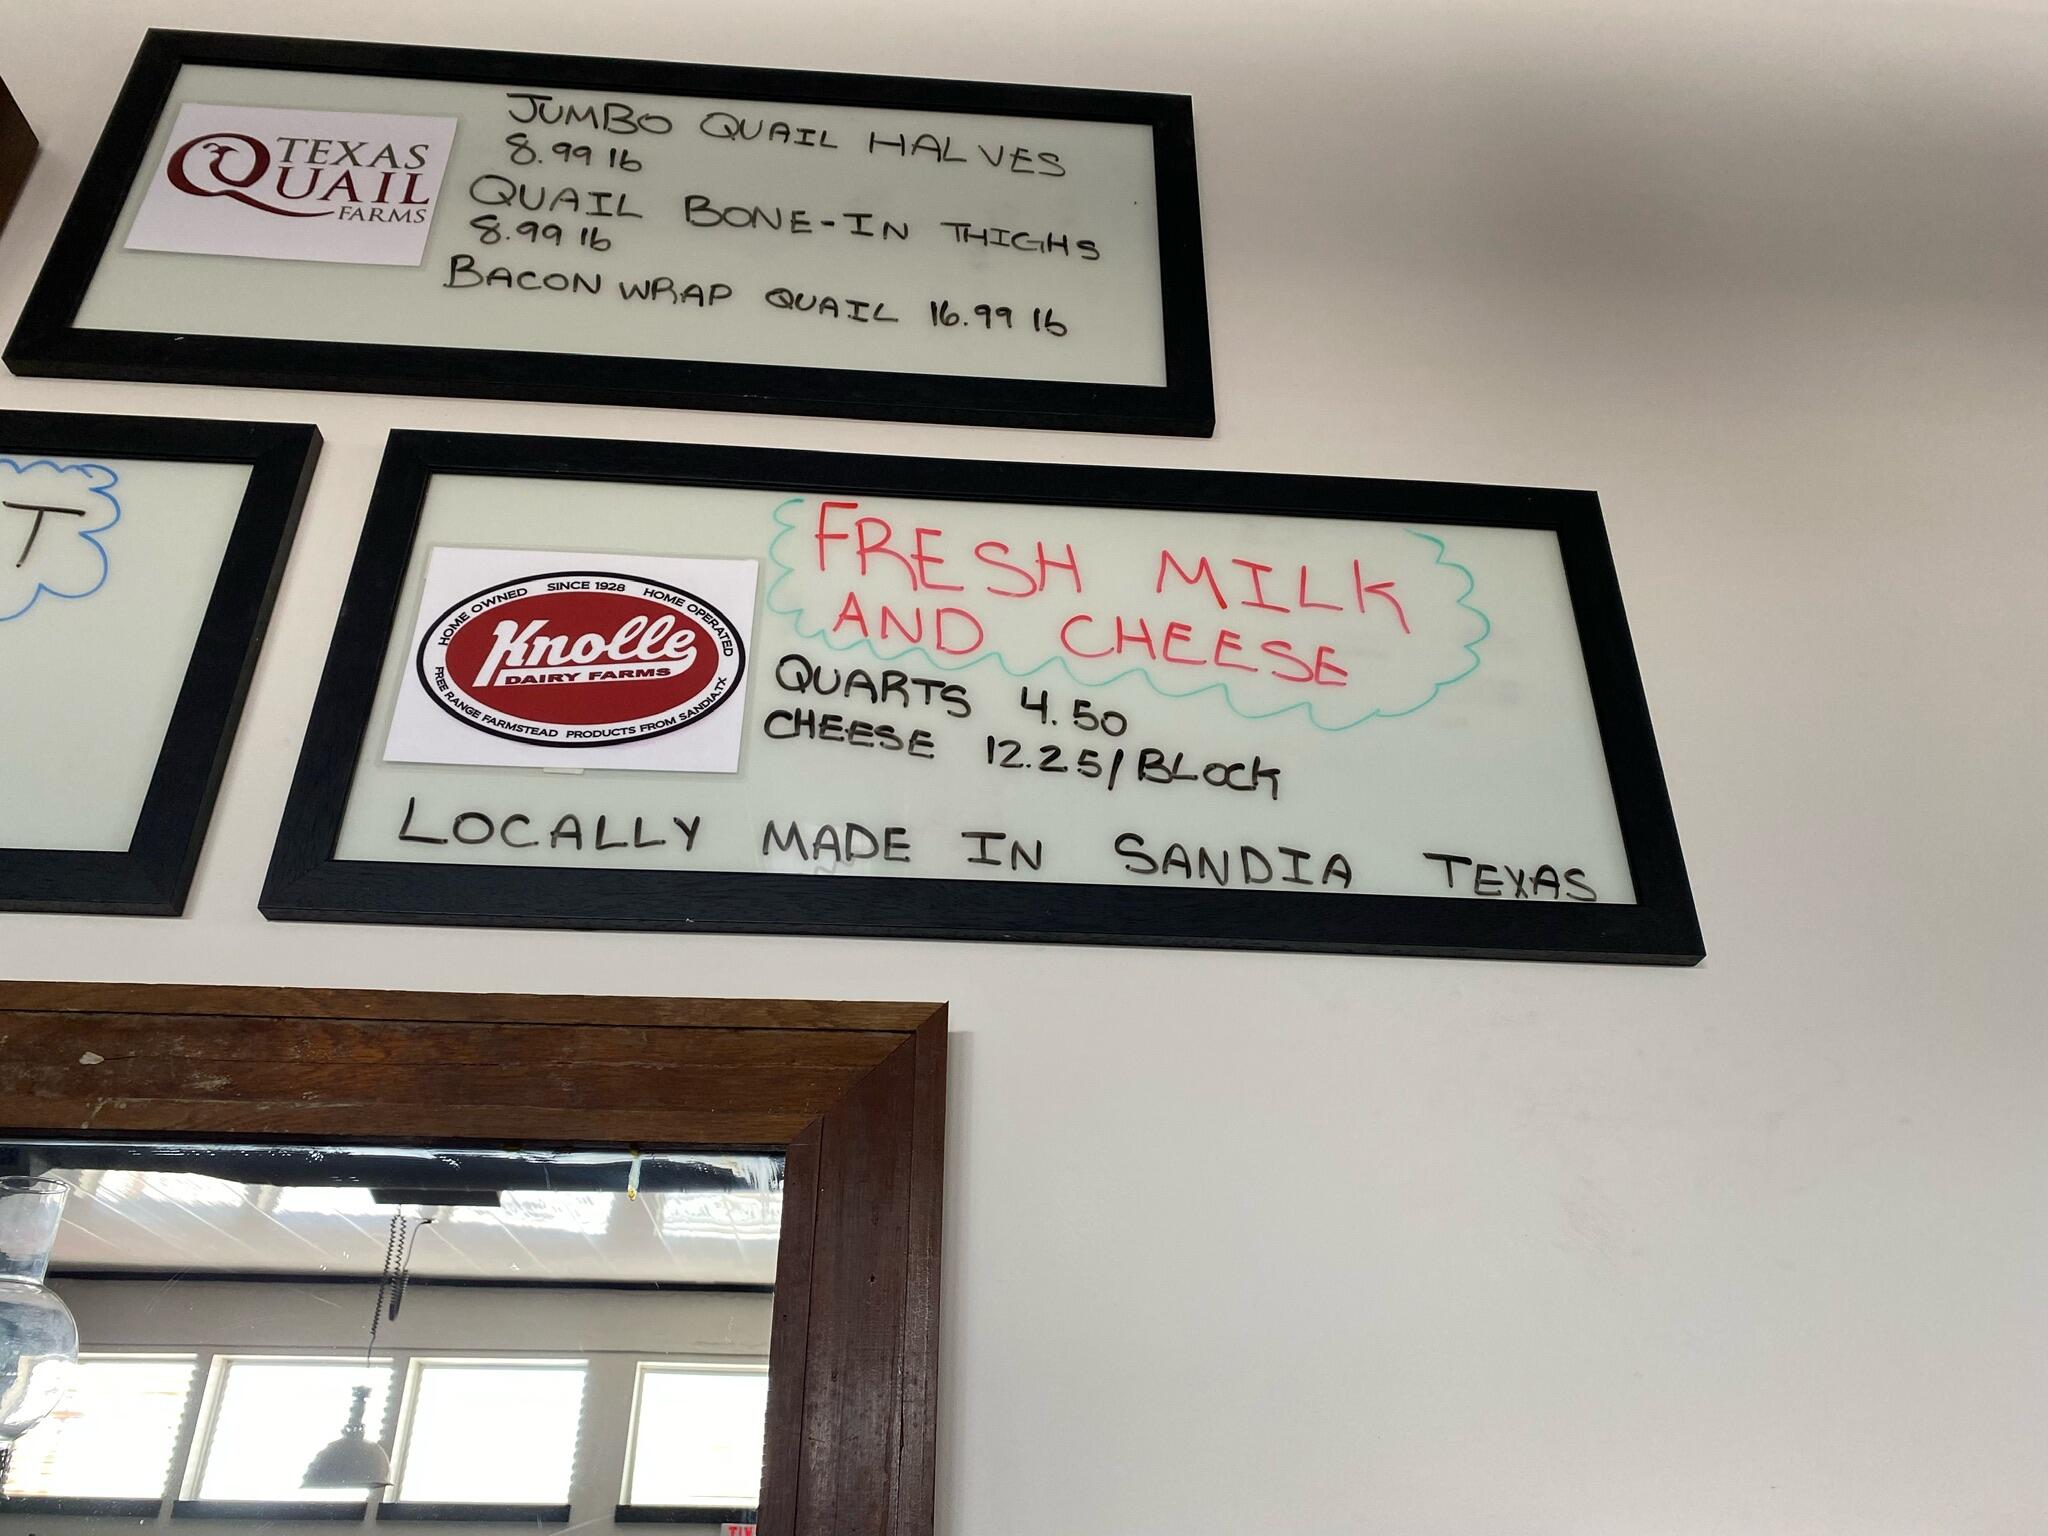 TEXAS
QUAIL
FARMS
JUMBO QUAIL HALVES
8.99 lb
QUAIL BONE-IN THIGHS
8.99 lb
BACON WRAP QUAIL 16.99 lb
T
HOME OWNED SINCE 1928 HOME OPERATED
Knolle
DAIRY FARMS
FREE RANGE FARMSTEAD PRODUCTS FROM SANDIA, TX
FRESH MILK
AND CHEESE
QUARTS 4.50
CHEESE 12.25/BLOCK
LOCALLY MADE IN SANDIA TEXAS